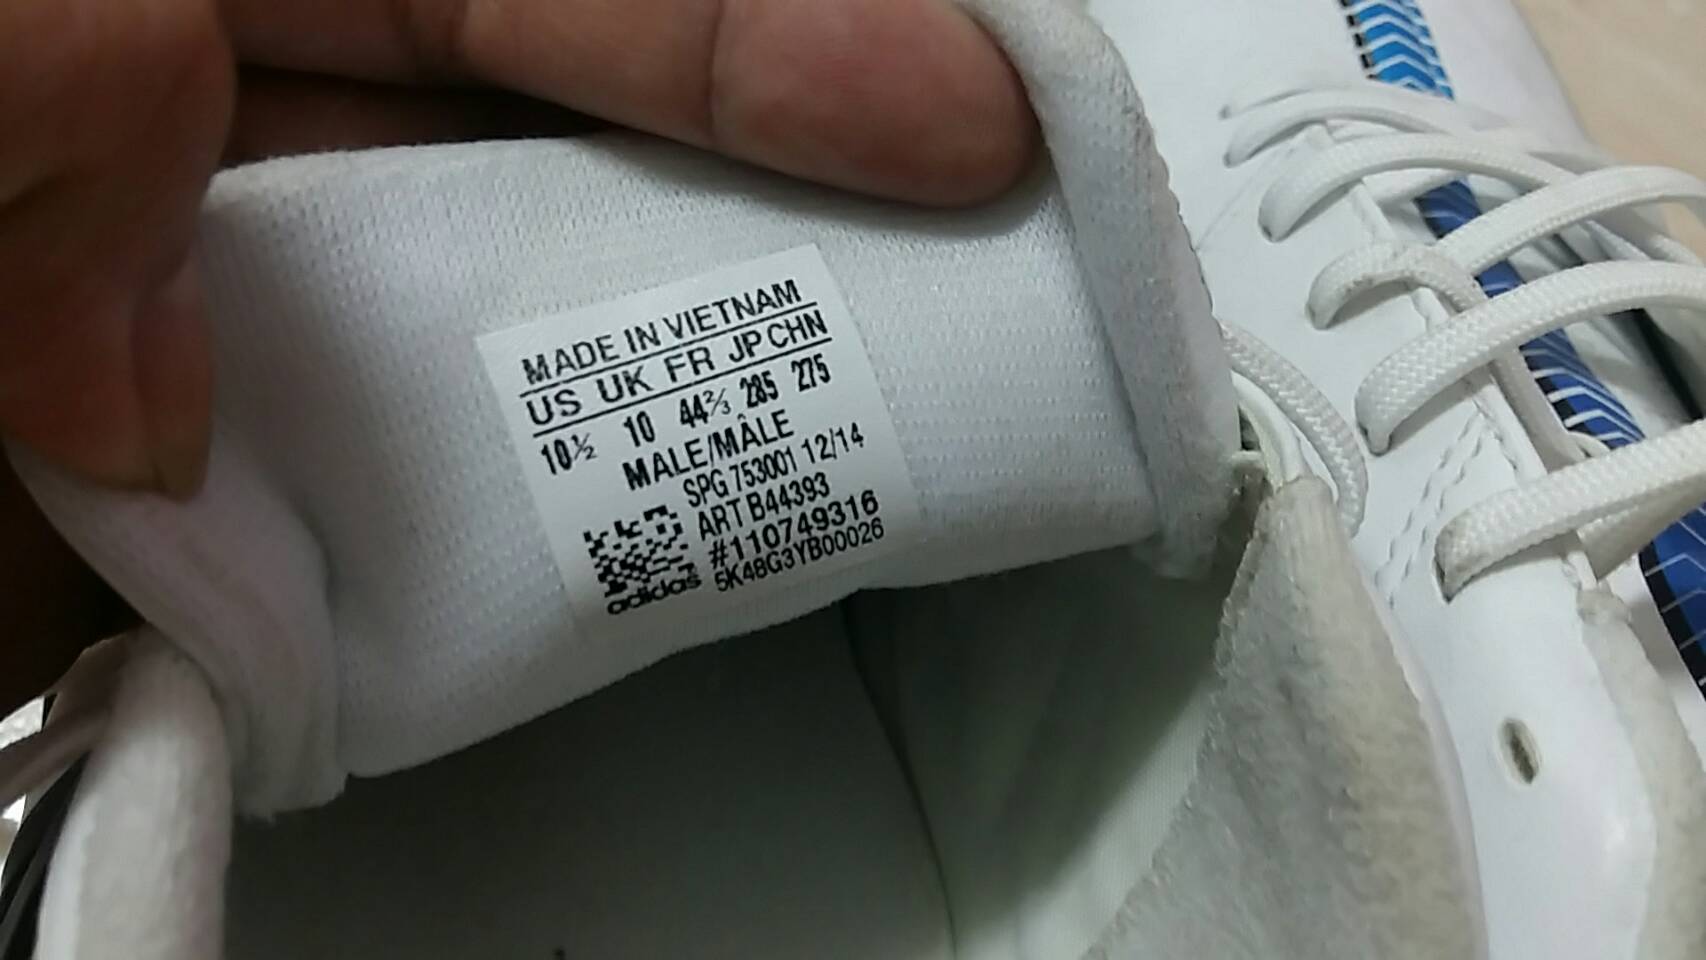 MADE IN VIETNAM
US UK FR JP CHN
10½ 10 44⅔ 285 275
MALE/MÂLE
SPG 753001 12/14
ART B44393
#110749316
adidas 5K48G3YB00026